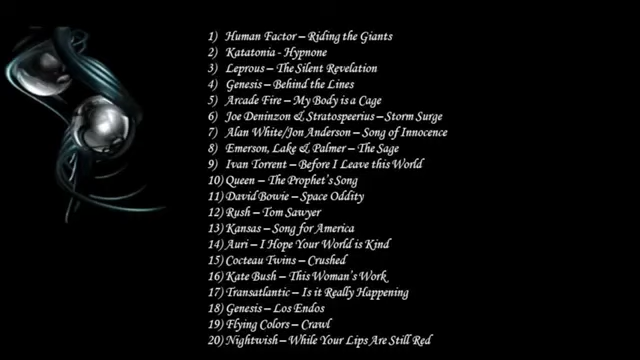 1) Human Factor – Riding the Giants
2) Katatonia - Hypnone
3) Leprous – The Silent Revelation
4) Genesis – Behind the Lines
5) Arcade Fire – My Body is a Cage
6) Joe Deninzon & Stratospeerius – Storm Surge
7) Alan White/Jon Anderson – Song of Innocence
8) Emerson, Lake & Palmer – The Sage
9) Ivan Torrent – Before I Leave this World
10) Queen – The Prophet's Song
11) David Bowie – Space Oddity
12) Rush – Tom Sawyer
13) Kansas – Song for America
14) Auri – I Hope Your World is Kind
15) Cocteau Twins – Crushed
16) Kate Bush – This Woman's Work
17) Transatlantic – Is it Really Happening
18) Genesis – Los Endos
19) Flying Colors – Crawl
20) Nightwish – While Your Lips Are Still Red